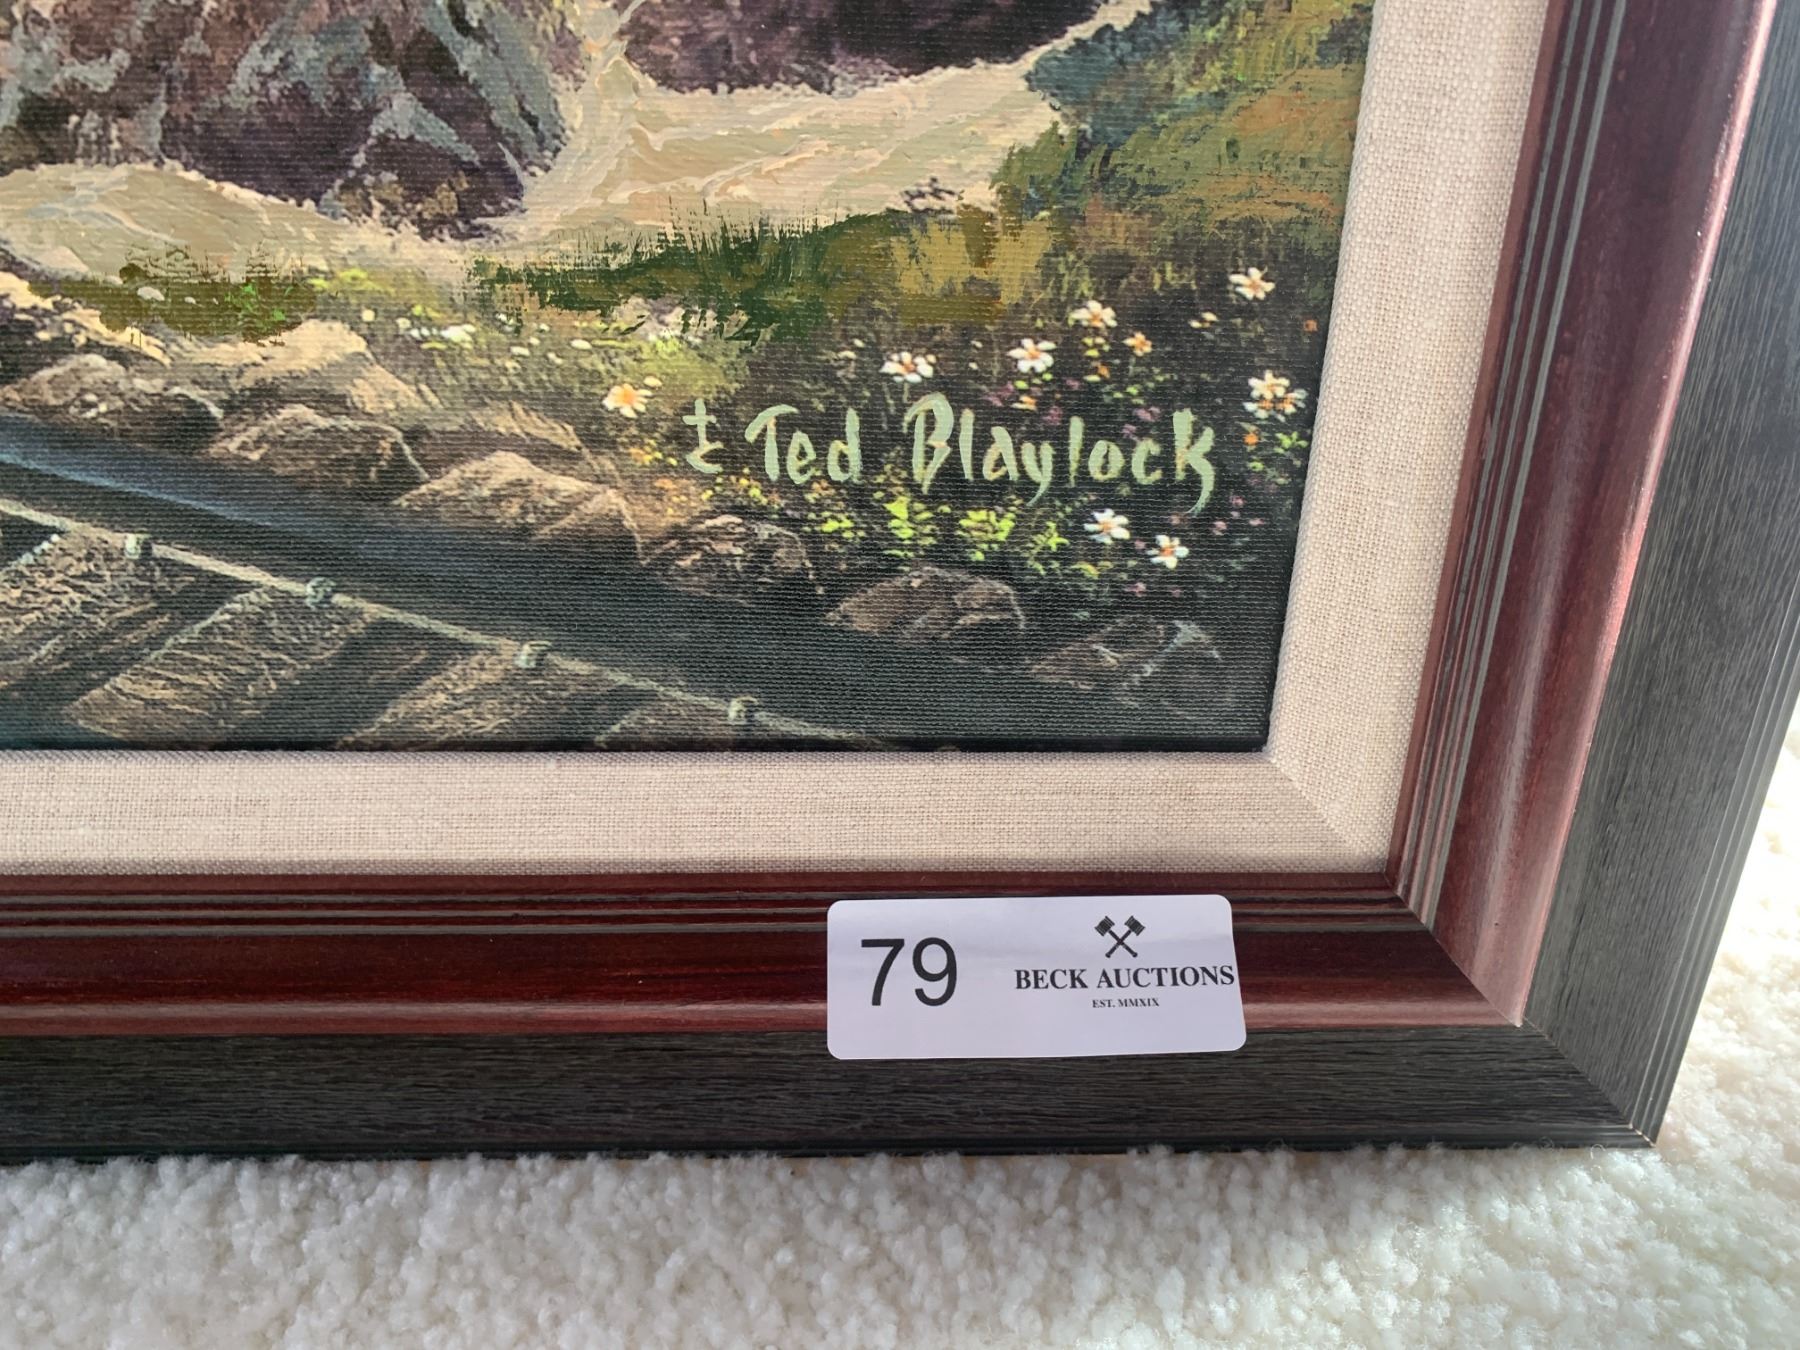 Ted Blaylock
79
BECK AUCTIONS
EST. MMXIX